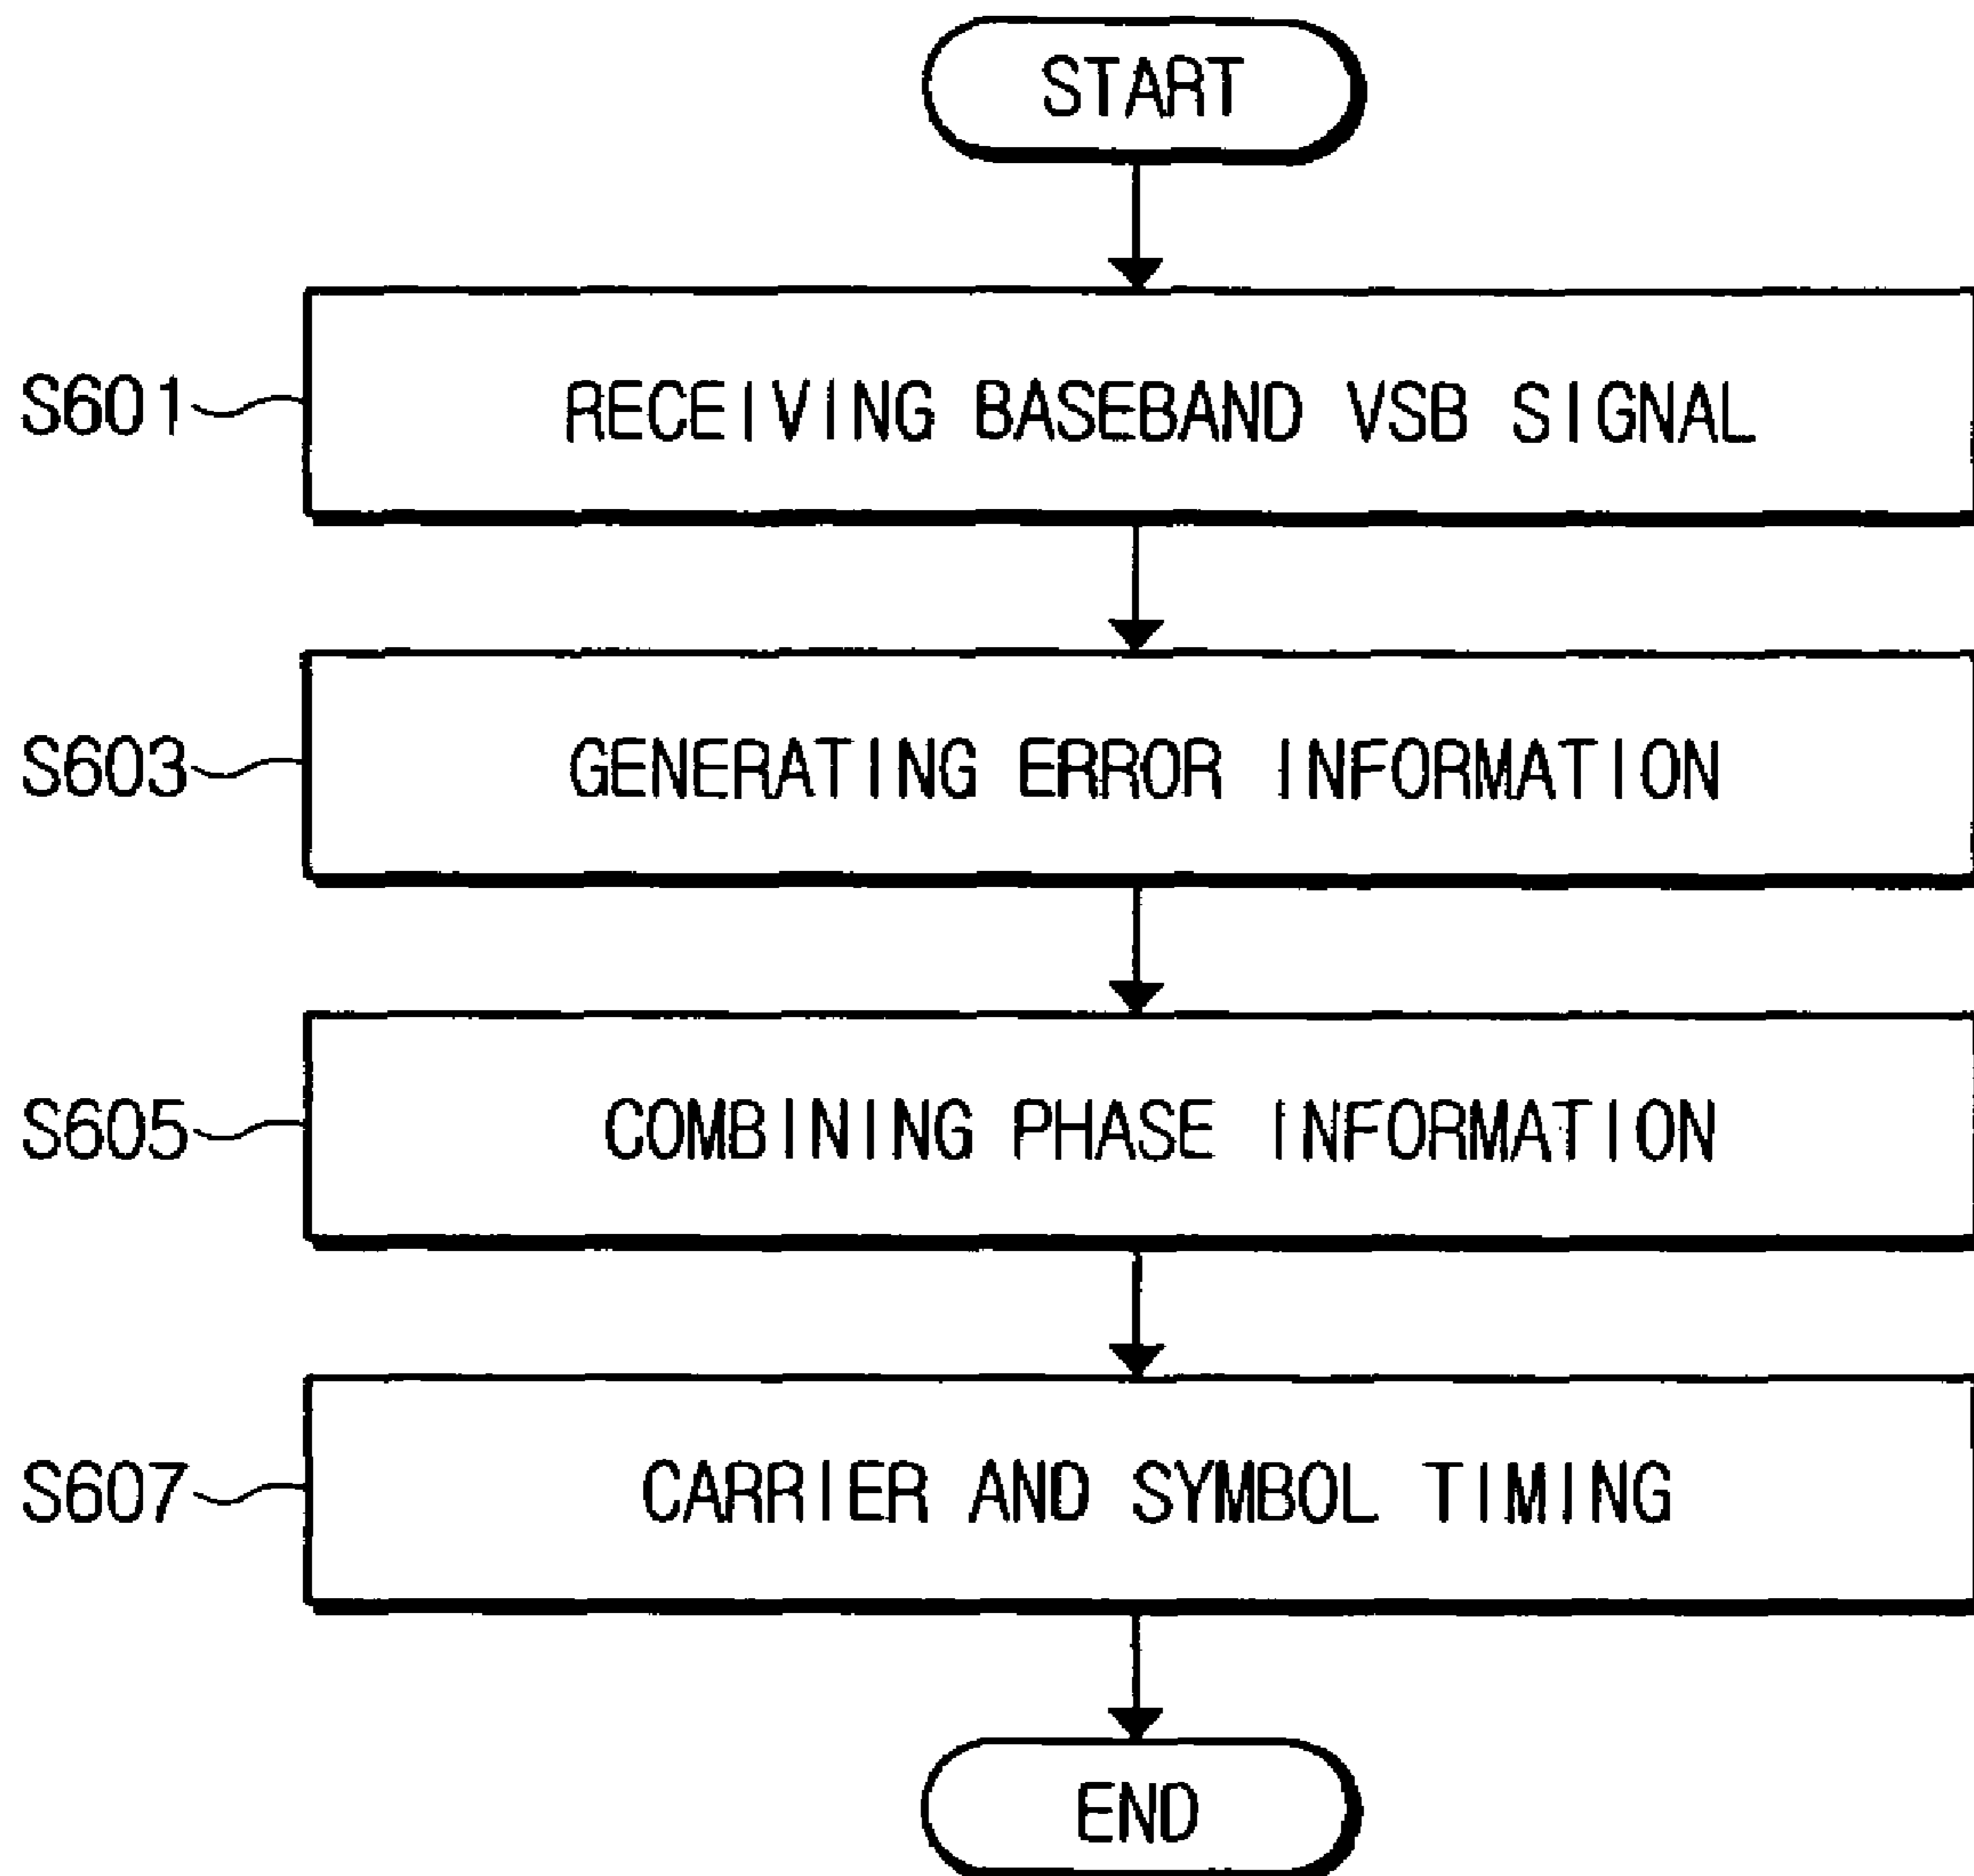 START
S601 RECEIVING BASEBAND VSB SIGNAL
S603 GENERATING ERROR INFORMATION
S605 COMBINING PHASE INFORMATION
S607 CARRIER AND SYMBOL TIMING
END